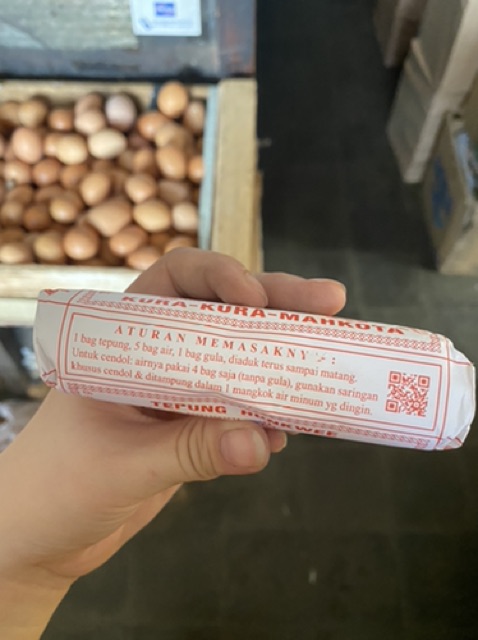 KURA-KURA-MAHKOTA
ATURAN MEMASAKNYA :
1 bag tepung, 5 bag air, 1 bag gula, diaduk terus sampai matang.
Untuk cendol: airnya pakai 4 bag saja (tanpa gula), gunakan saringan
khusus cendol & ditampung dalam 1 mangkok air minum yg dingin.
TEPUNG HUNKWEE